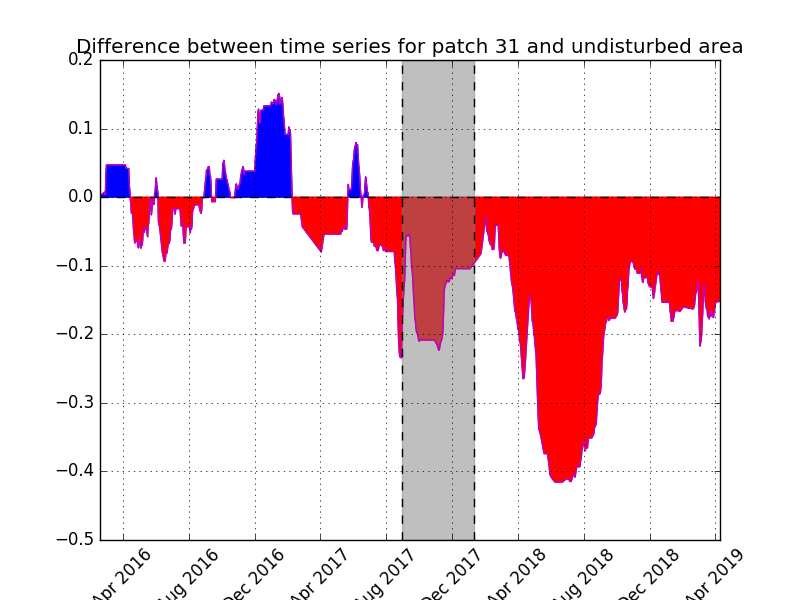 Difference between time series for patch 31 and undisturbed area
0.2
0.1
0.0
−0.1
−0.2
−0.3
−0.4
−0.5
Apr 2016
Aug 2016
Dec 2016
Apr 2017
Aug 2017
Dec 2017
Apr 2018
Aug 2018
Dec 2018
Apr 2019